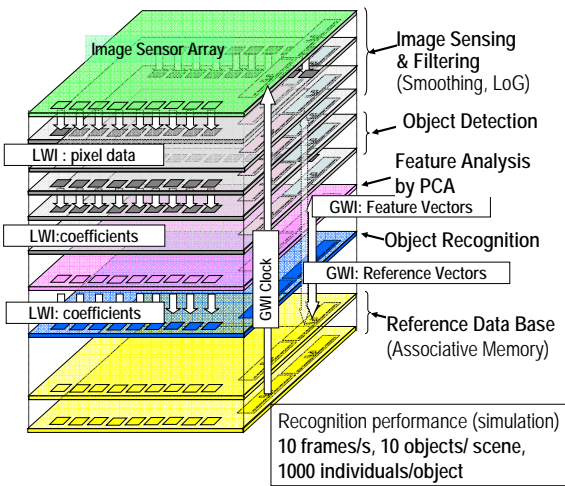 Image Sensor Array
Image Sensing
& Filtering
(Smoothing, LoG)
Object Detection
LWI : pixel data
Feature Analysis
by PCA
GWI: Feature Vectors
LWI:coefficients
Object Recognition
GWI: Reference Vectors
GWI Clock
LWI: coefficients
Reference Data Base
(Associative Memory)
Recognition performance (simulation)
10 frames/s, 10 objects/ scene,
1000 individuals/object